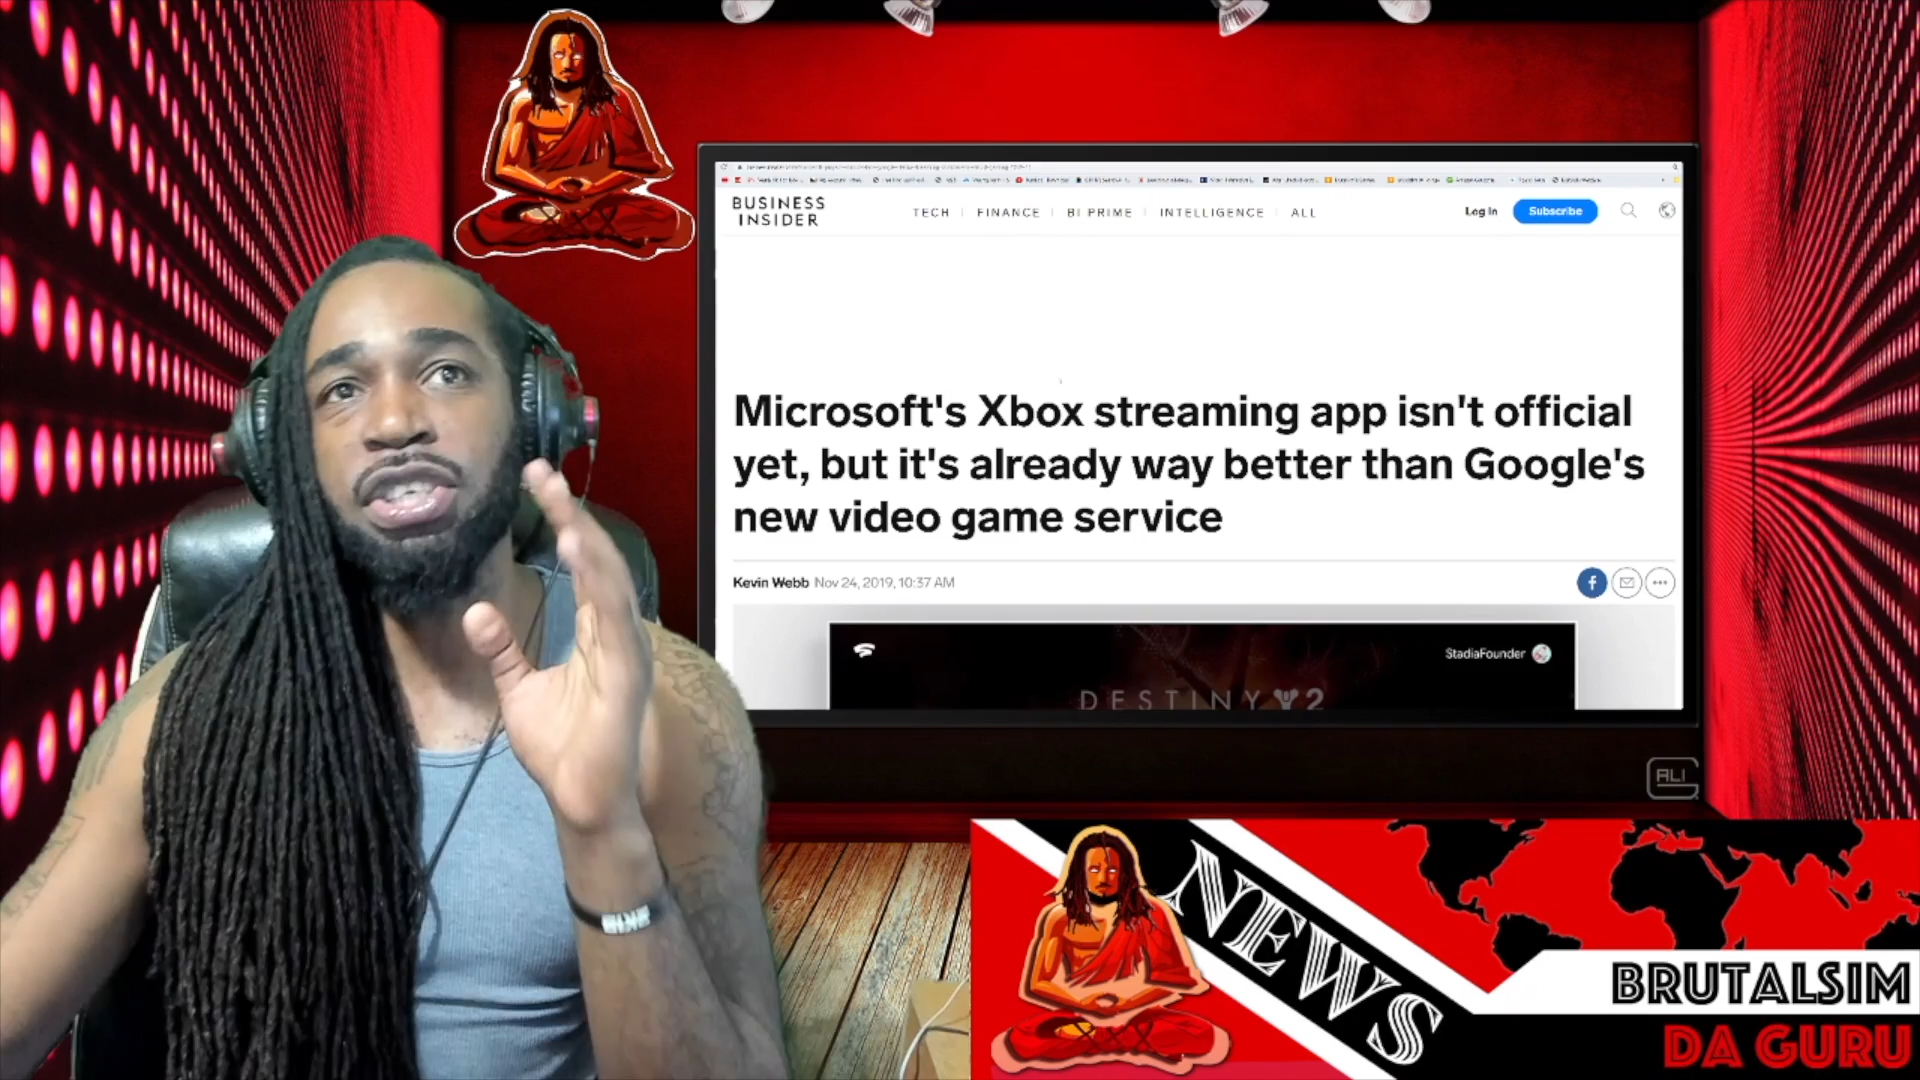 BUSINESS
INSIDER
TECH
FINANCE
BI PRIME
INTELLIGENCE
ALL
Log In
Subscribe
Microsoft's Xbox streaming app isn't official
yet, but it's already way better than Google's
new video game service
Kevin Webb Nov 24, 2019, 10:37 AM
f
StadiaFounder
DESTINY 2
ALI
NEWS
BRUTALSIM
DA GURU